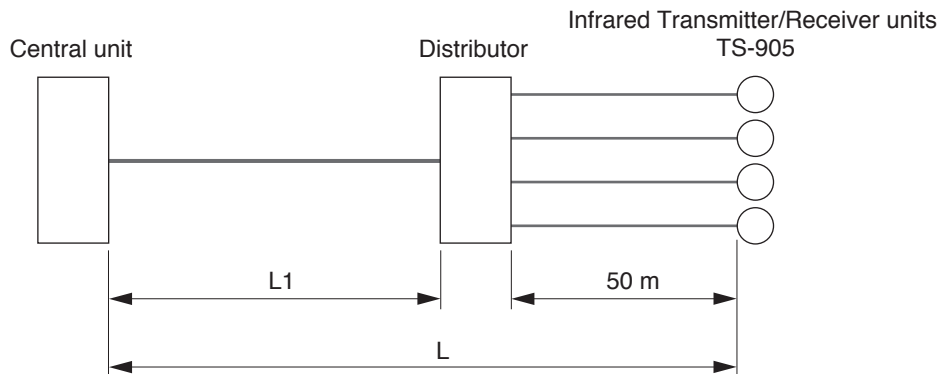 Infrared Transmitter/Receiver units
Central unit
Distributor
TS-905
L1
50 m
L